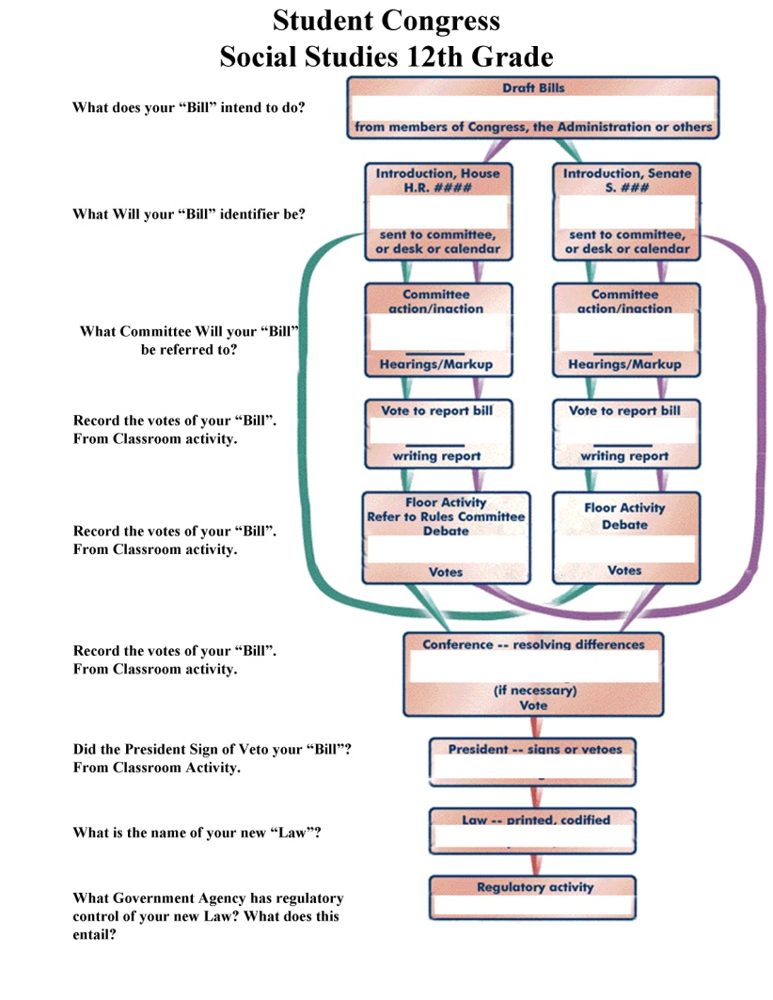 Student Congress
Social Studies 12th Grade
What does your “Bill” intend to do?
Draft Bills
from members of Congress, the Administration or others
What Will your “Bill” identifier be?
Introduction, House
H.R. ####
sent to committee,
or desk or calendar
Introduction, Senate
S. ###
sent to committee,
or desk or calendar
What Committee Will your “Bill”
be referred to?
Committee
action/inaction
Hearings/Markup
Committee
action/inaction
Hearings/Markup
Record the votes of your “Bill”.
From Classroom activity.
Vote to report bill
writing report
Vote to report bill
writing report
Record the votes of your “Bill”.
From Classroom activity.
Floor Activity
Refer to Rules Committee
Debate
Votes
Floor Activity
Debate
Votes
Record the votes of your “Bill”.
From Classroom activity.
Conference -- resolving differences
(if necessary)
Vote
Did the President Sign of Veto your “Bill”?
From Classroom Activity.
President -- signs or vetoes
What is the name of your new “Law”?
Law -- printed, codified
What Government Agency has regulatory
control of your new Law? What does this
entail?
Regulatory activity